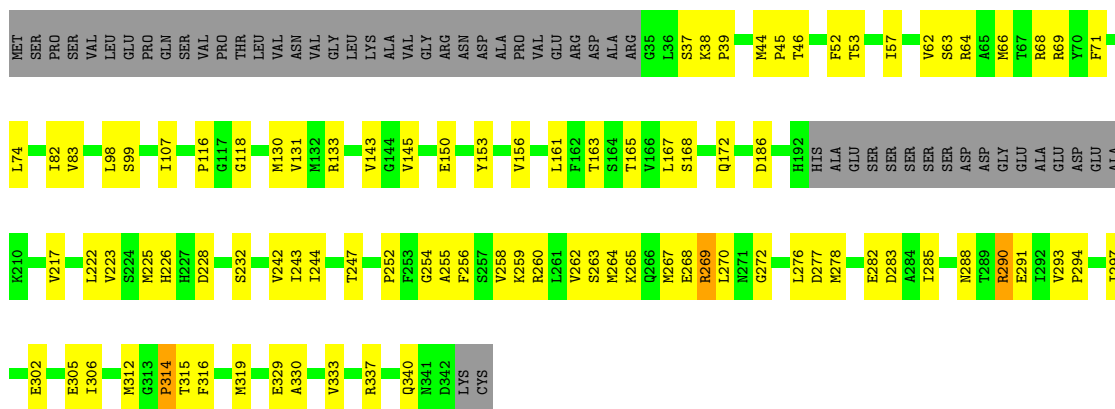 MET SER PRO SER VAL LEU GLU PRO GLN SER VAL PRO THR LEU VAL ASN VAL GLY LEU LYS ALA VAL GLY ARG ASN ASP ALA PRO VAL GLU ARG ASP ALA ARG G35 L36 S37 K38 P39 M44 P45 T46 F52 T53 I57 V62 S63 R64 A65 M66 T67 R68 R69 Y70 F71
L74 I82 V83 L98 S99 I107 P116 G117 G118 M130 V131 M132 R133 V143 G144 V145 E150 Y153 V156 L161 F162 T163 S164 T165 V166 L167 S168 Q172 D186 H192 HIS ALA GLU SER SER SER SER SER ASP ASP GLY GLU ALA GLU ASP GLU ALA
K210 V217 L222 V223 S224 M225 H226 H227 D228 S232 V242 I243 I244 T247 P252 F253 G254 A255 F256 S257 V258 K259 R260 L261 V262 S263 M264 K265 Q266 M267 E268 R269 L270 N271 G272 L276 D277 M278 E282 D283 A284 I285 N288 T289 R290 E291 I292 V293 P294
E302 E305 I306 M312 G313 P314 T315 F316 M319 E329 A330 V333 R337 Q340 N341 D342 LYS CYS